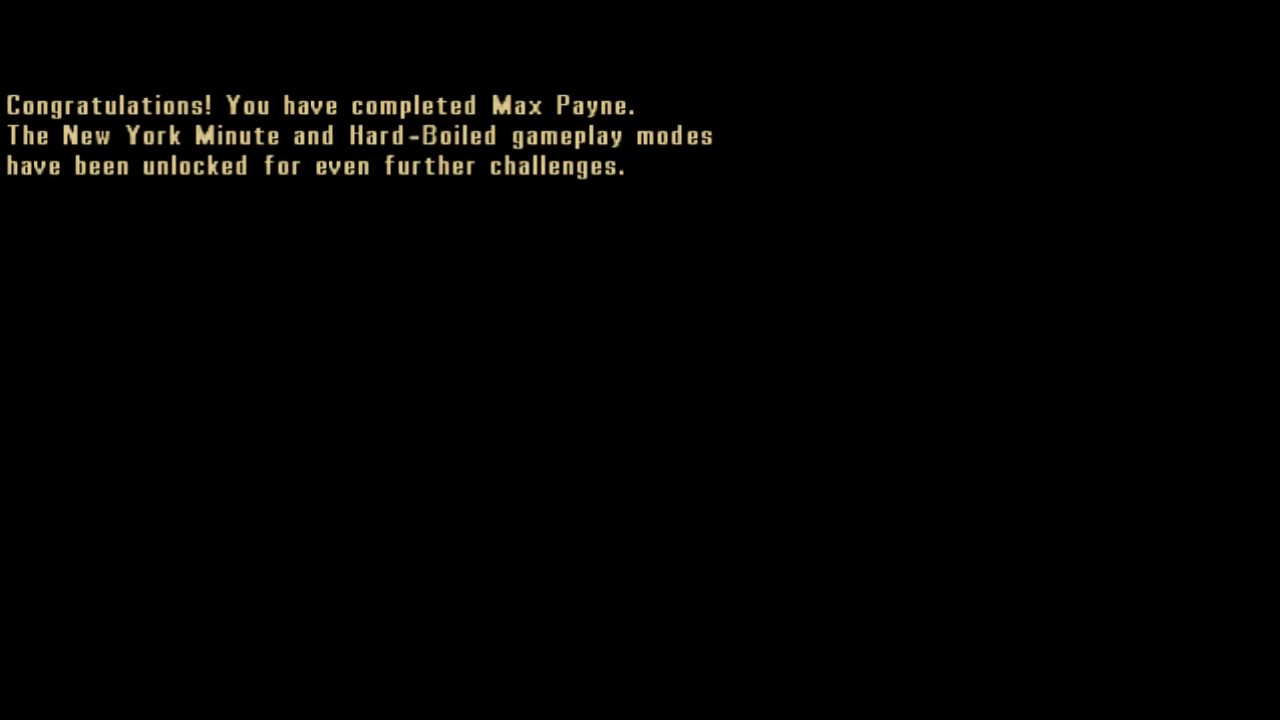 Congratulations! You have completed Max Payne.
The New York Minute and Hard-Boiled gameplay modes
have been unlocked for even further challenges.